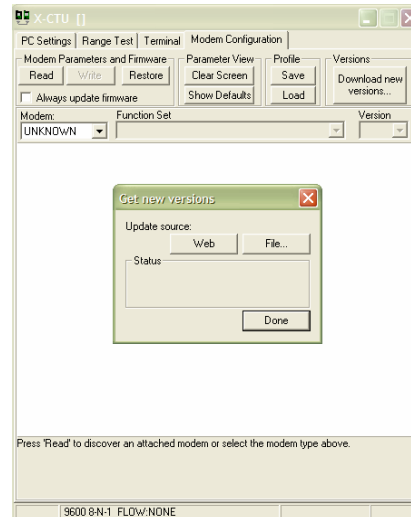 X-CTU []
PC Settings Range Test Terminal Modem Configuration
Modem Parameters and Firmware Parameter View Profile Versions
Read Write Restore Clear Screen Save Download new versions...
Always update firmware Show Defaults Load
Modem: Function Set Version
UNKNOWN
Get new versions
Update source:
Web File...
Status
Done
Press 'Read' to discover an attached modem or select the modem type above.
9600 8-N-1 FLOW:NONE